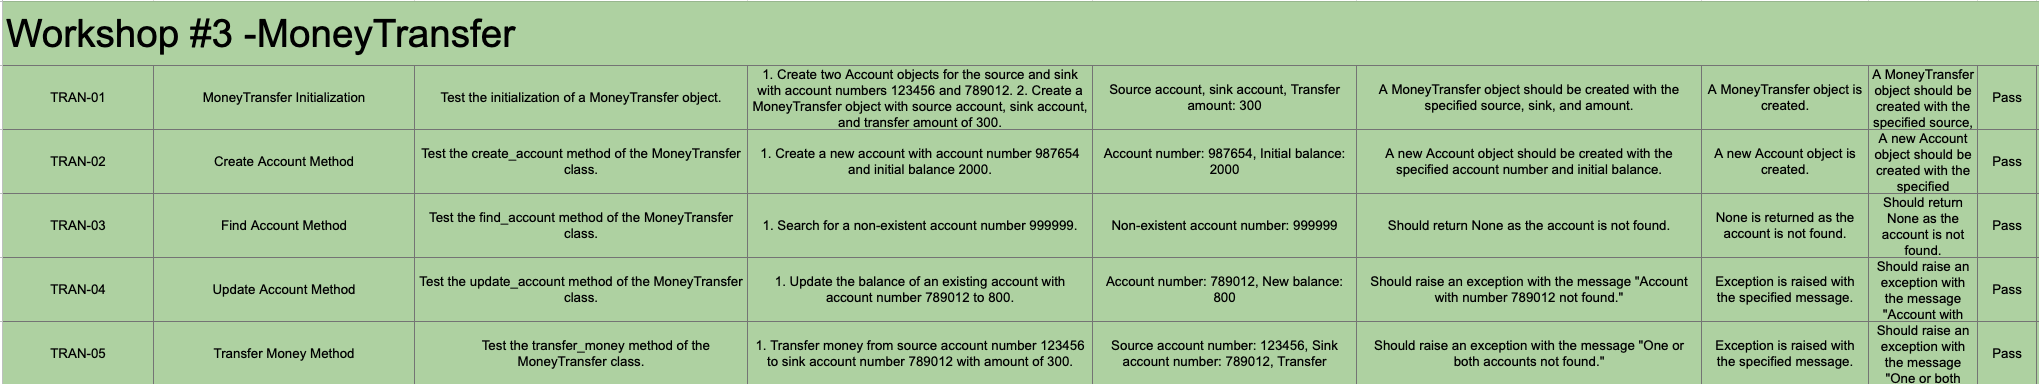 Workshop #3 -MoneyTransfer
TRAN-01
MoneyTransfer Initialization
Test the initialization of a MoneyTransfer object.
1. Create two Account objects for the source and sink
with account numbers 123456 and 789012. 2. Create a
MoneyTransfer object with source account, sink account,
and transfer amount of 300.
Source account, sink account, Transfer
amount: 300
A MoneyTransfer object should be created with the
specified source, sink, and amount.
A MoneyTransfer object is
created.
A MoneyTransfer
object should be
created with the
specified source,
Pass
TRAN-02
Create Account Method
Test the create_account method of the MoneyTransfer
class.
1. Create a new account with account number 987654
and initial balance 2000.
Account number: 987654, Initial balance:
2000
A new Account object should be created with the
specified account number and initial balance.
A new Account object is
created.
A new Account
object should be
created with the
specified
Pass
TRAN-03
Find Account Method
Test the find_account method of the MoneyTransfer
class.
1. Search for a non-existent account number 999999.
Non-existent account number: 999999
Should return None as the account is not found.
None is returned as the
account is not found.
Should return
None as the
account is not
found.
Pass
TRAN-04
Update Account Method
Test the update_account method of the MoneyTransfer
class.
1. Update the balance of an existing account with
account number 789012 to 800.
Account number: 789012, New balance:
800
Should raise an exception with the message "Account
with number 789012 not found."
Exception is raised with
the specified message.
Should raise an
exception with
the message
"Account with
Pass
TRAN-05
Transfer Money Method
Test the transfer_money method of the
MoneyTransfer class.
1. Transfer money from source account number 123456
to sink account number 789012 with amount of 300.
Source account number: 123456, Sink
account number: 789012, Transfer
Should raise an exception with the message "One or
both accounts not found."
Exception is raised with
the specified message.
Should raise an
exception with
the message
"One or both
Pass